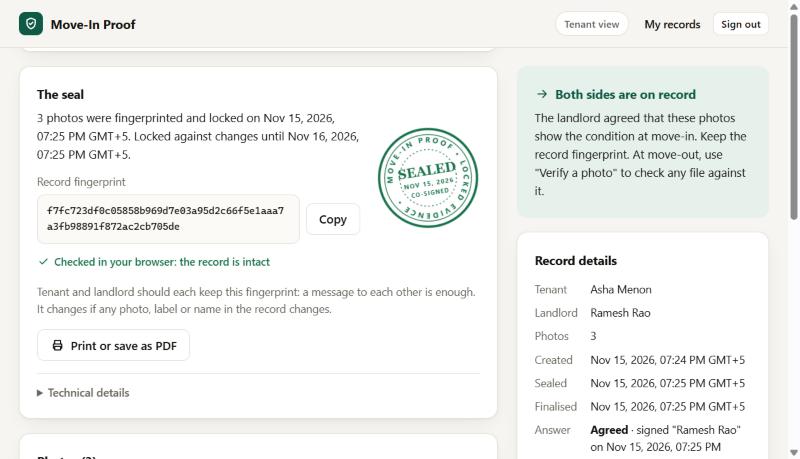 Move-In Proof
Tenant view
My records
Sign out
The seal
3 photos were fingerprinted and locked on Nov 15, 2026,
07:25 PM GMT+5. Locked against changes until Nov 16, 2026,
07:25 PM GMT+5.
Record fingerprint
f7fc723df0c05858b969d7e03a95d2c66f5e1aaa7
a3fb98891f872ac2cb705de
Copy
MOVE-IN PROOF • LOCKED EVIDENCE •
SEALED
NOV 15, 2026
CO-SIGNED
Checked in your browser: the record is intact
Tenant and landlord should each keep this fingerprint: a message to each other is enough.
It changes if any photo, label or name in the record changes.
Print or save as PDF
Technical details
Both sides are on record
The landlord agreed that these photos
show the condition at move-in. Keep the
record fingerprint. At move-out, use
"Verify a photo" to check any file against
it.
Record details
Tenant Asha Menon
Landlord Ramesh Rao
Photos 3
Created Nov 15, 2026, 07:24 PM GMT+5
Sealed Nov 15, 2026, 07:25 PM GMT+5
Finalised Nov 15, 2026, 07:25 PM GMT+5
Answer Agreed · signed "Ramesh Rao"
on Nov 15, 2026, 07:25 PM